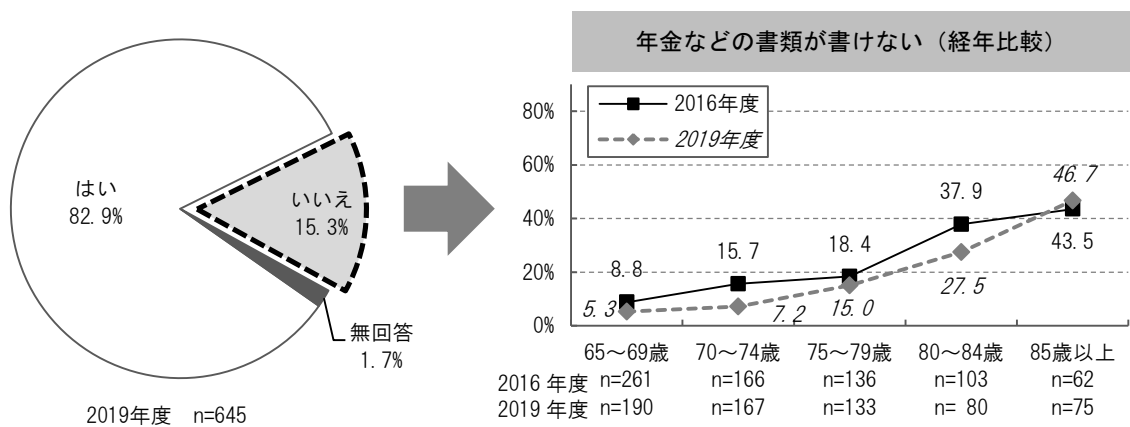 はい
82.9%
いいえ
15.3%
無回答
1.7%
2019年度 n=645
年金などの書類が書けない（経年比較）
80%
60%
40%
20%
0%
2016年度
2019年度
8.8
15.7
18.4
37.9
43.5
5.3
7.2
15.0
27.5
46.7
65～69歳 70～74歳 75～79歳 80～84歳 85歳以上
2016 年度 n=261 n=166 n=136 n=103 n=62
2019 年度 n=190 n=167 n=133 n= 80 n=75